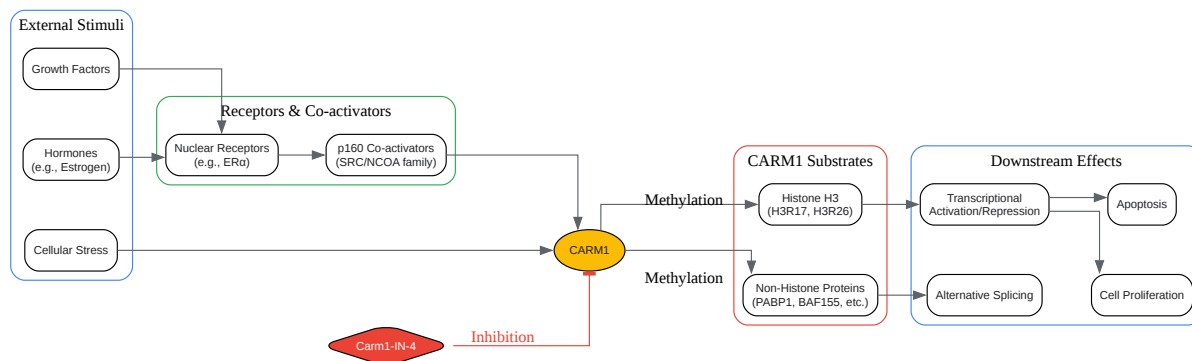 External Stimuli
Growth Factors
Hormones
(e.g., Estrogen)
Cellular Stress
Receptors & Co-activators
Nuclear Receptors
(e.g., ERα)
p160 Co-activators
(SRC/NCOA family)
CARM1
Carm1-IN-4
Inhibition
Methylation
Methylation
CARM1 Substrates
Histone H3
(H3R17, H3R26)
Non-Histone Proteins
(PABP1, BAF155, etc.)
Downstream Effects
Transcriptional
Activation/Repression
Apoptosis
Alternative Splicing
Cell Proliferation